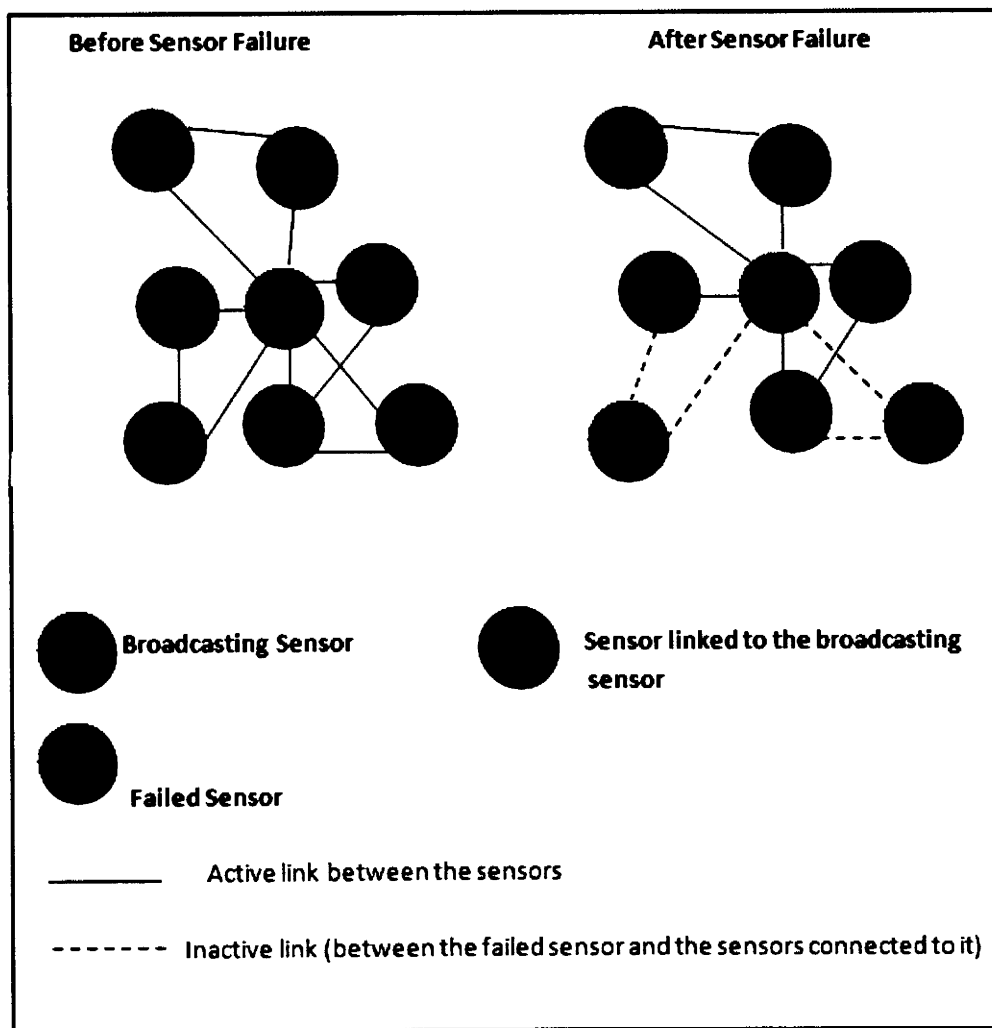 Before Sensor Failure
After Sensor Failure
Broadcasting Sensor
Sensor linked to the broadcasting
sensor
Failed Sensor
Active link between the sensors
Inactive link (between the failed sensor and the sensors connected to it)